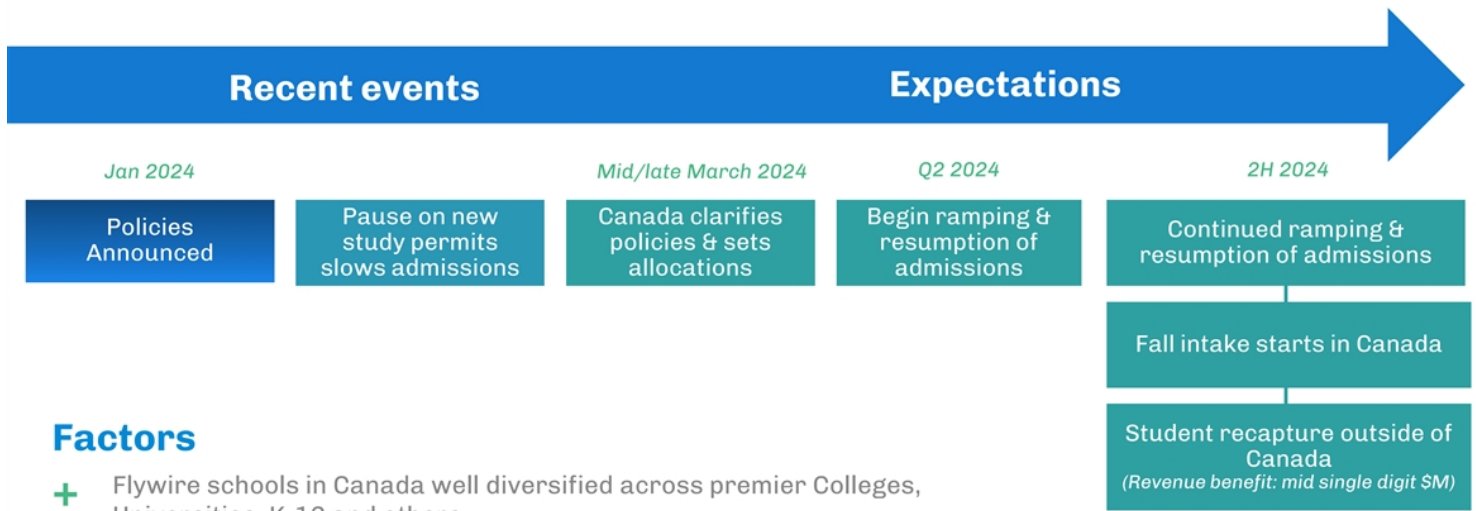 Recent events
Expectations
Jan 2024
Mid/late March 2024
Q2 2024
2H 2024
Policies
Announced
Pause on new
study permits
slows admissions
Canada clarifies
policies & sets
allocations
Begin ramping &
resumption of
admissions
Continued ramping &
resumption of admissions
Fall intake starts in Canada
Student recapture outside of
Canada
(Revenue benefit: mid single digit $M)
Factors
+ Flywire schools in Canada well diversified across premier Colleges,